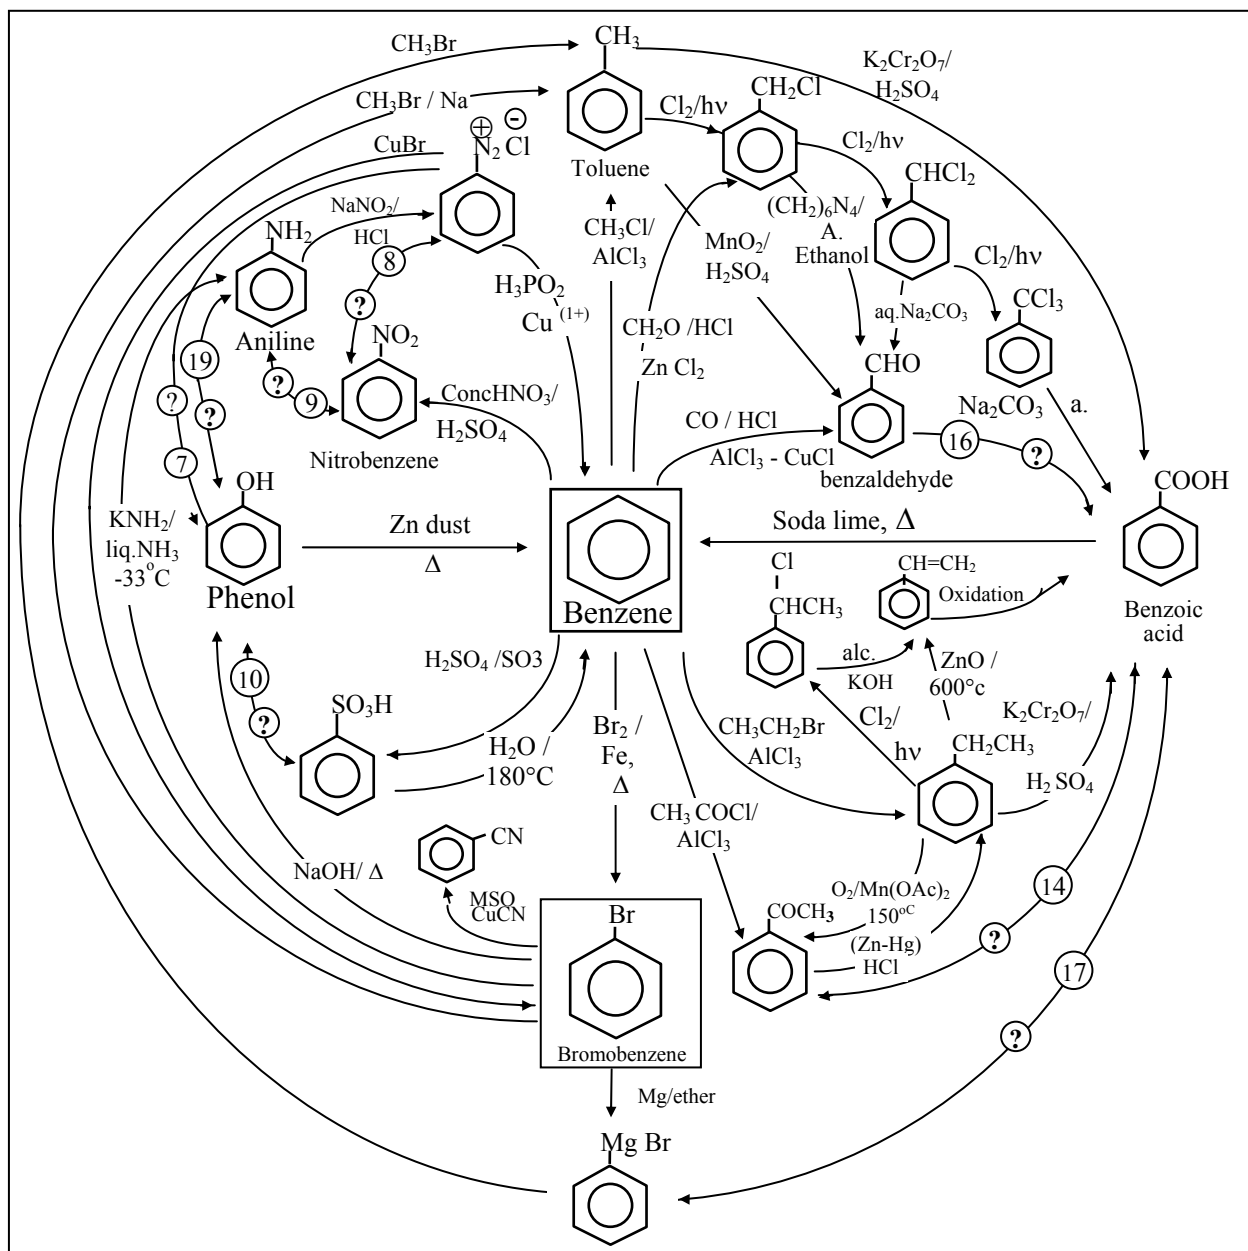 CH₃Br
CH₃
K₂Cr₂O₇/
H₂SO₄
CH₃Br / Na
CH₂Cl
Cl₂/hν
CuBr
⊕ ⊖
N₂ Cl
Toluene
Cl₂/hν
CHCl₂
NaNO₂/
HCl
8
?
NH₂
Aniline
CH₃Cl/
AlCl₃
MnO₂/
H₂SO₄
(CH₂)₆N₄/
A.
Ethanol
Cl₂/hν
H₃PO₂
Cu (1+)
CCl₃
aq.Na₂CO₃
NO₂
CH₂O /HCl
Zn Cl₂
CHO
19
?
?
7
?
9
ConcHNO₃/
H₂SO₄
Nitrobenzene
CO / HCl
AlCl₃ - CuCl
benzaldehyde
Na₂CO₃
a.
16
?
COOH
OH
KNH₂/
liq.NH₃
-33°C
Phenol
Zn dust
Δ
Benzene
Soda lime, Δ
Cl
CHCH₃
CH=CH₂
Oxidation
Benzoic
acid
alc.
KOH
ZnO /
600°c
H₂SO₄ /SO3
10
?
SO₃H
H₂O /
180°C
Br₂ /
Fe,
Δ
CH₃CH₂Br
AlCl₃
Cl₂/
hν
K₂Cr₂O₇/
H₂ SO₄
CH₂CH₃
CH₃ COCl/
AlCl₃
CN
NaOH/ Δ
MSO
CuCN
O₂/Mn(OAc)₂
150°C
COCH₃
(Zn-Hg)
HCl
14
?
17
?
Br
Bromobenzene
Mg/ether
Mg Br